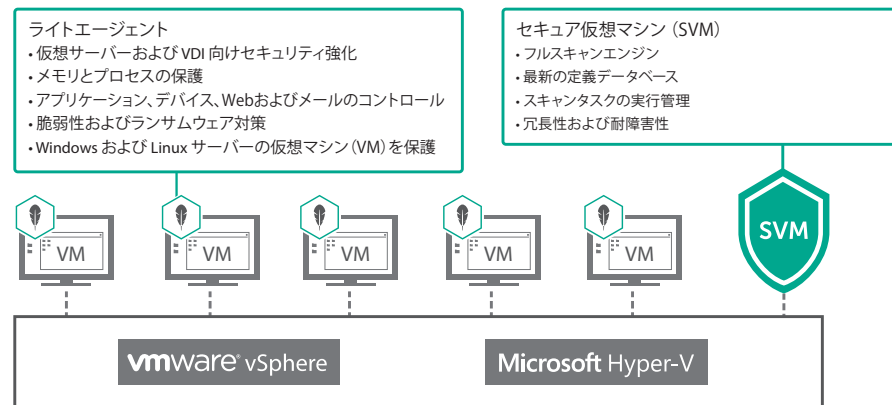 ライトエージェント
・仮想サーバーおよび VDI 向けセキュリティ強化
・メモリとプロセスの保護
・アプリケーション、デバイス、Webおよびメールのコントロール
・脆弱性およびランサムウェア対策
・Windows および Linux サーバーの仮想マシン（VM）を保護
セキュア仮想マシン（SVM）
・フルスキャンエンジン
・最新の定義データベース
・スキャンタスクの実行管理
・冗長性および耐障害性
VM
VM
VM
VM
VM
SVM
vmware® vSphere
Microsoft Hyper-V